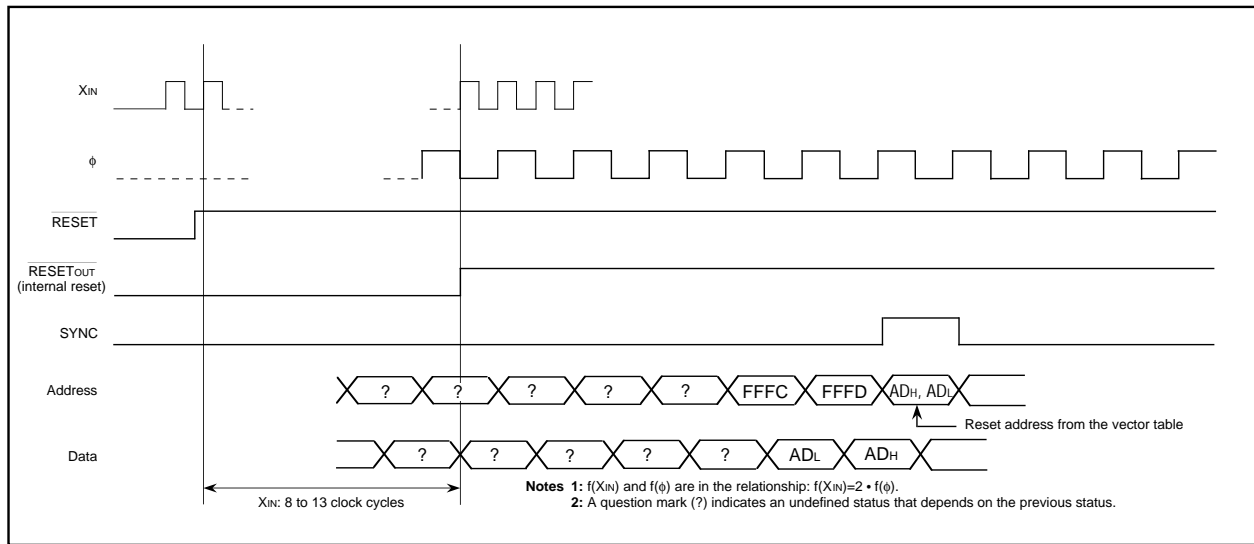 XIN
φ
RESET
RESETOUT
(internal reset)
SYNC
Address
? ? ? ? ? FFFC FFFD ADH, ADL
Reset address from the vector table
Data
? ? ? ? ? ADL ADH
XIN: 8 to 13 clock cycles
Notes 1: f(XIN) and f(φ) are in the relationship: f(XIN)=2 • f(φ).
2: A question mark (?) indicates an undefined status that depends on the previous status.